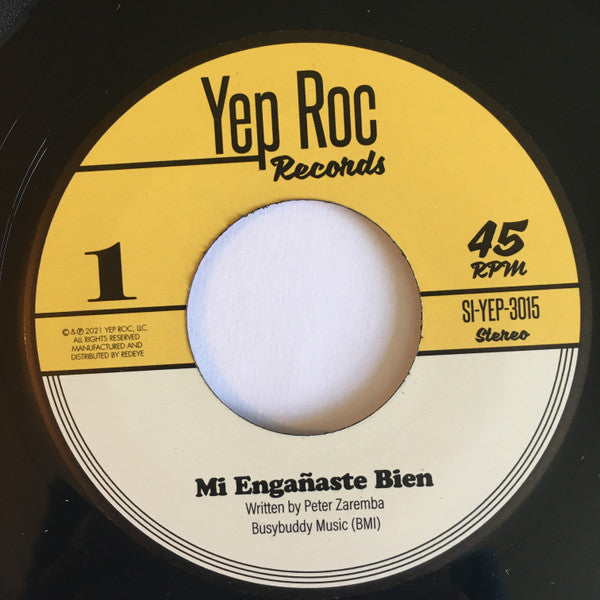 Yep Roc
Records
1
45
RPM
SI-YEP-3015
Stereo
© & ℗ 2021 YEP ROC, LLC.
ALL RIGHTS RESERVED
MANUFACTURED AND
DISTRIBUTED BY REDEYE
Mi Engañaste Bien
Written by Peter Zaremba
Busybuddy Music (BMI)